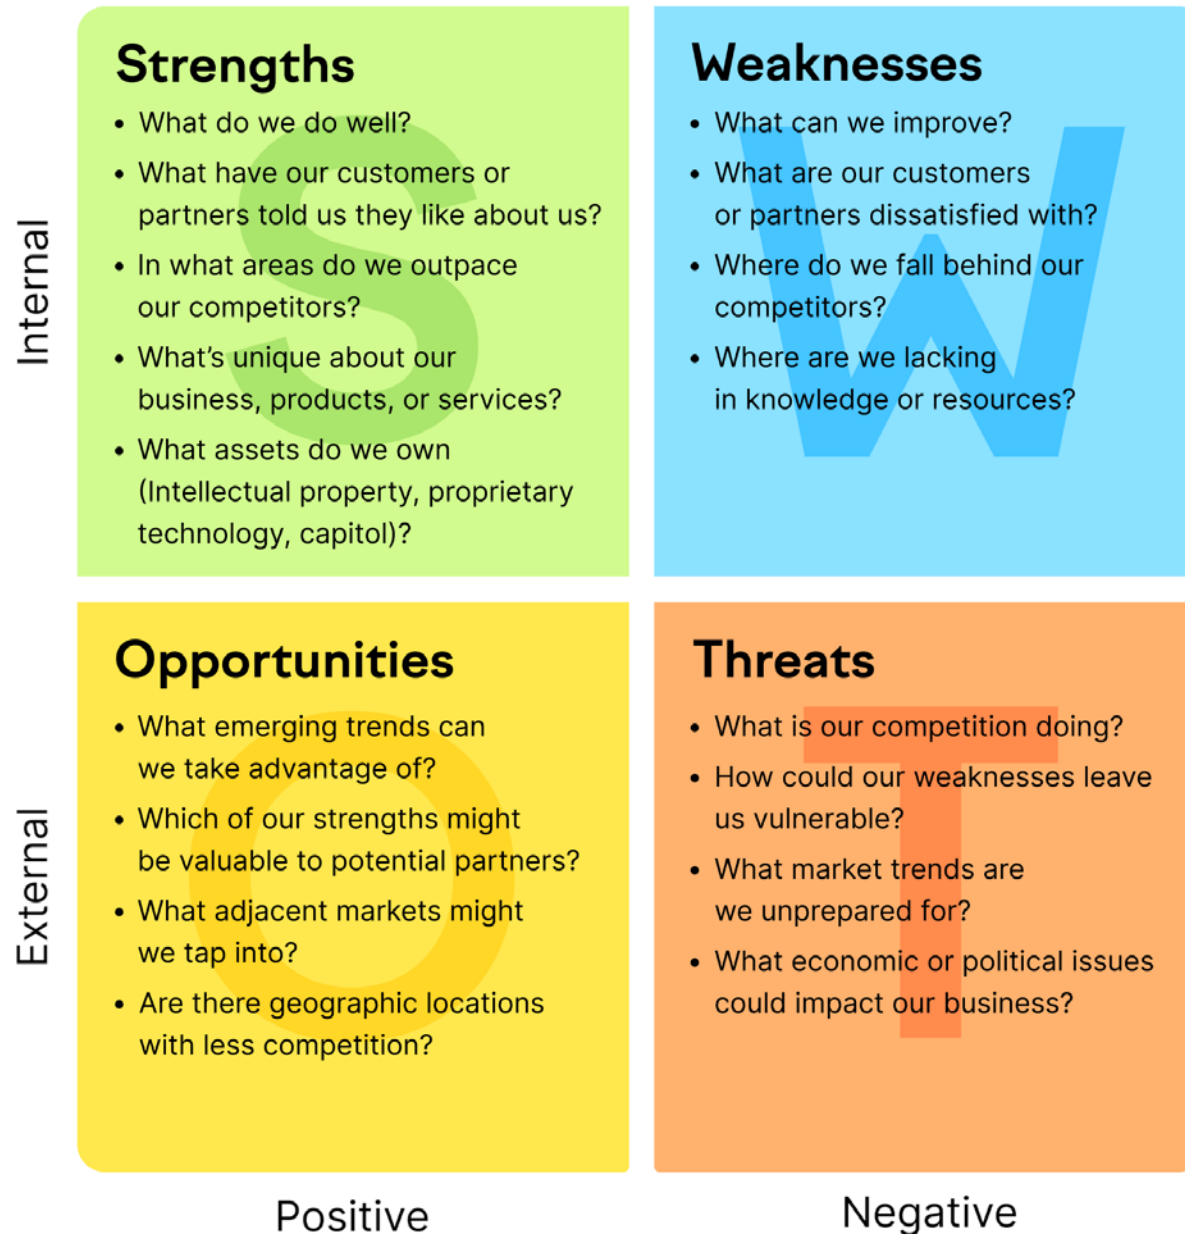 Internal
Strengths
• What do we do well?
• What have our customers or
partners told us they like about us?
• In what areas do we outpace
our competitors?
• What’s unique about our
business, products, or services?
• What assets do we own
(Intellectual property, proprietary
technology, capitol)?
S
Weaknesses
• What can we improve?
• What are our customers
or partners dissatisfied with?
• Where do we fall behind our
competitors?
• Where are we lacking
in knowledge or resources?
W
External
Opportunities
• What emerging trends can
we take advantage of?
• Which of our strengths might
be valuable to potential partners?
• What adjacent markets might
we tap into?
• Are there geographic locations
with less competition?
O
Threats
• What is our competition doing?
• How could our weaknesses leave
us vulnerable?
• What market trends are
we unprepared for?
• What economic or political issues
could impact our business?
T
Positive
Negative